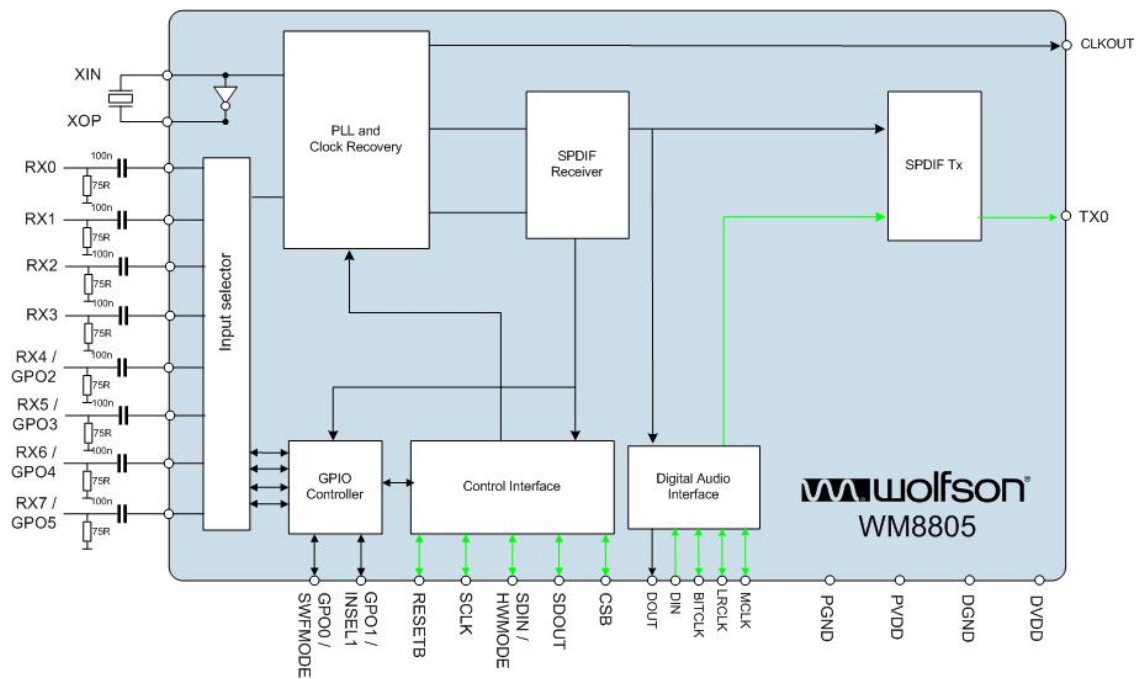 CLKOUT
XIN
XOP
PLL and
Clock Recovery
SPDIF
Receiver
SPDIF Tx
TX0
RX0
100n
75R
RX1
100n
75R
RX2
100n
75R
RX3
100n
75R
RX4 /
GPO2
100n
75R
RX5 /
GPO3
100n
75R
RX6 /
GPO4
100n
75R
RX7 /
GPO5
100n
75R
Input selector
GPIO
Controller
Control Interface
Digital Audio
Interface
wolfson®
WM8805
GPO0 /
SWFMODE
GPO1 /
INSEL1
RESETB
SCLK
SDIN /
HWMODE
SDOUT
CSB
DOUT
DIN
BITCLK
LRCLK
MCLK
PGND
PVDD
DGND
DVDD